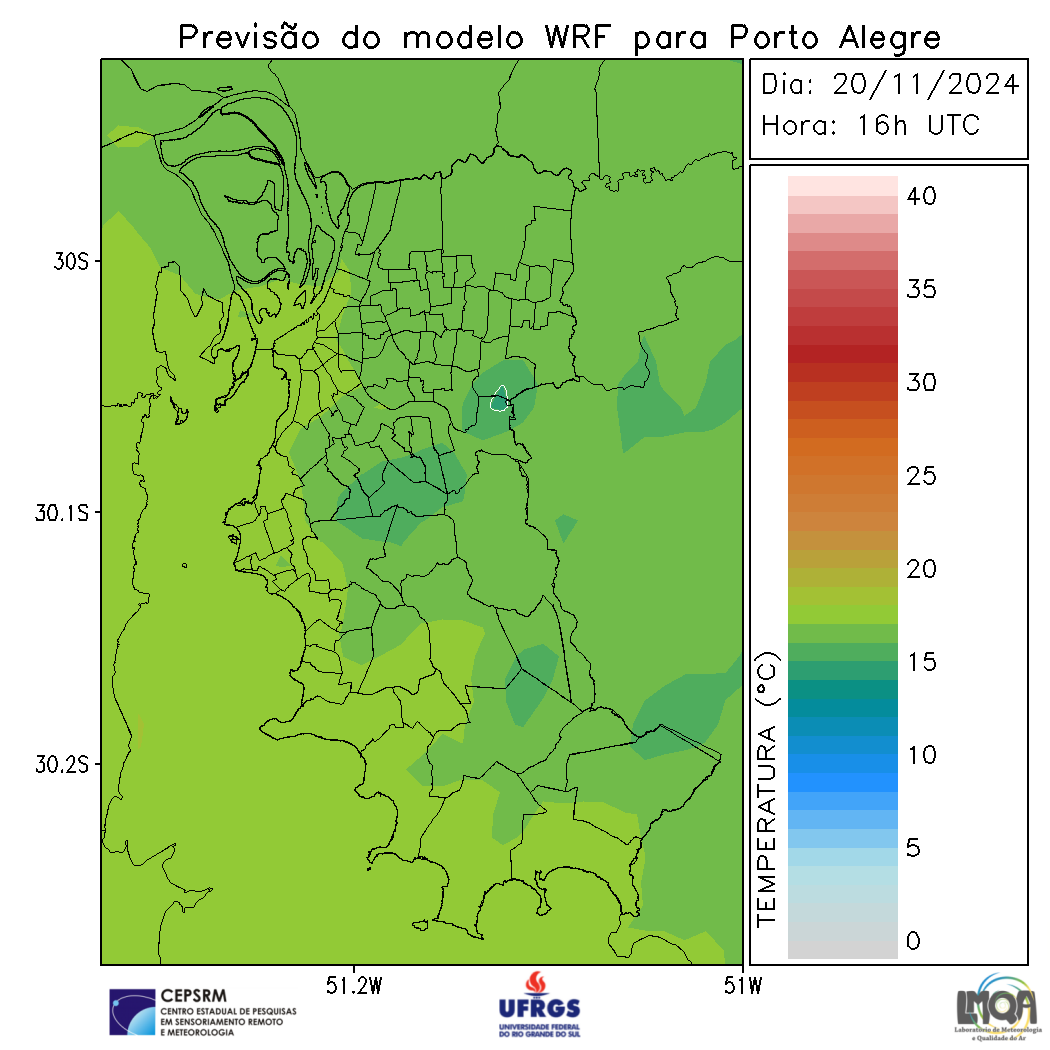 Previsão do modelo WRF para Porto Alegre
Dia: 20/11/2024
Hora: 16h UTC
30S
30.1S
30.2S
51.2W
51W
40
35
30
25
20
15
10
5
0
TEMPERATURA (°C)
CEPSRM
CENTRO ESTADUAL DE PESQUISAS
EM SENSORIAMENTO REMOTO
E METEOROLOGIA
UFRGS
UNIVERSIDADE FEDERAL
DO RIO GRANDE DO SUL
LMQA
Laboratório de Meteorologia
e Qualidade do Ar